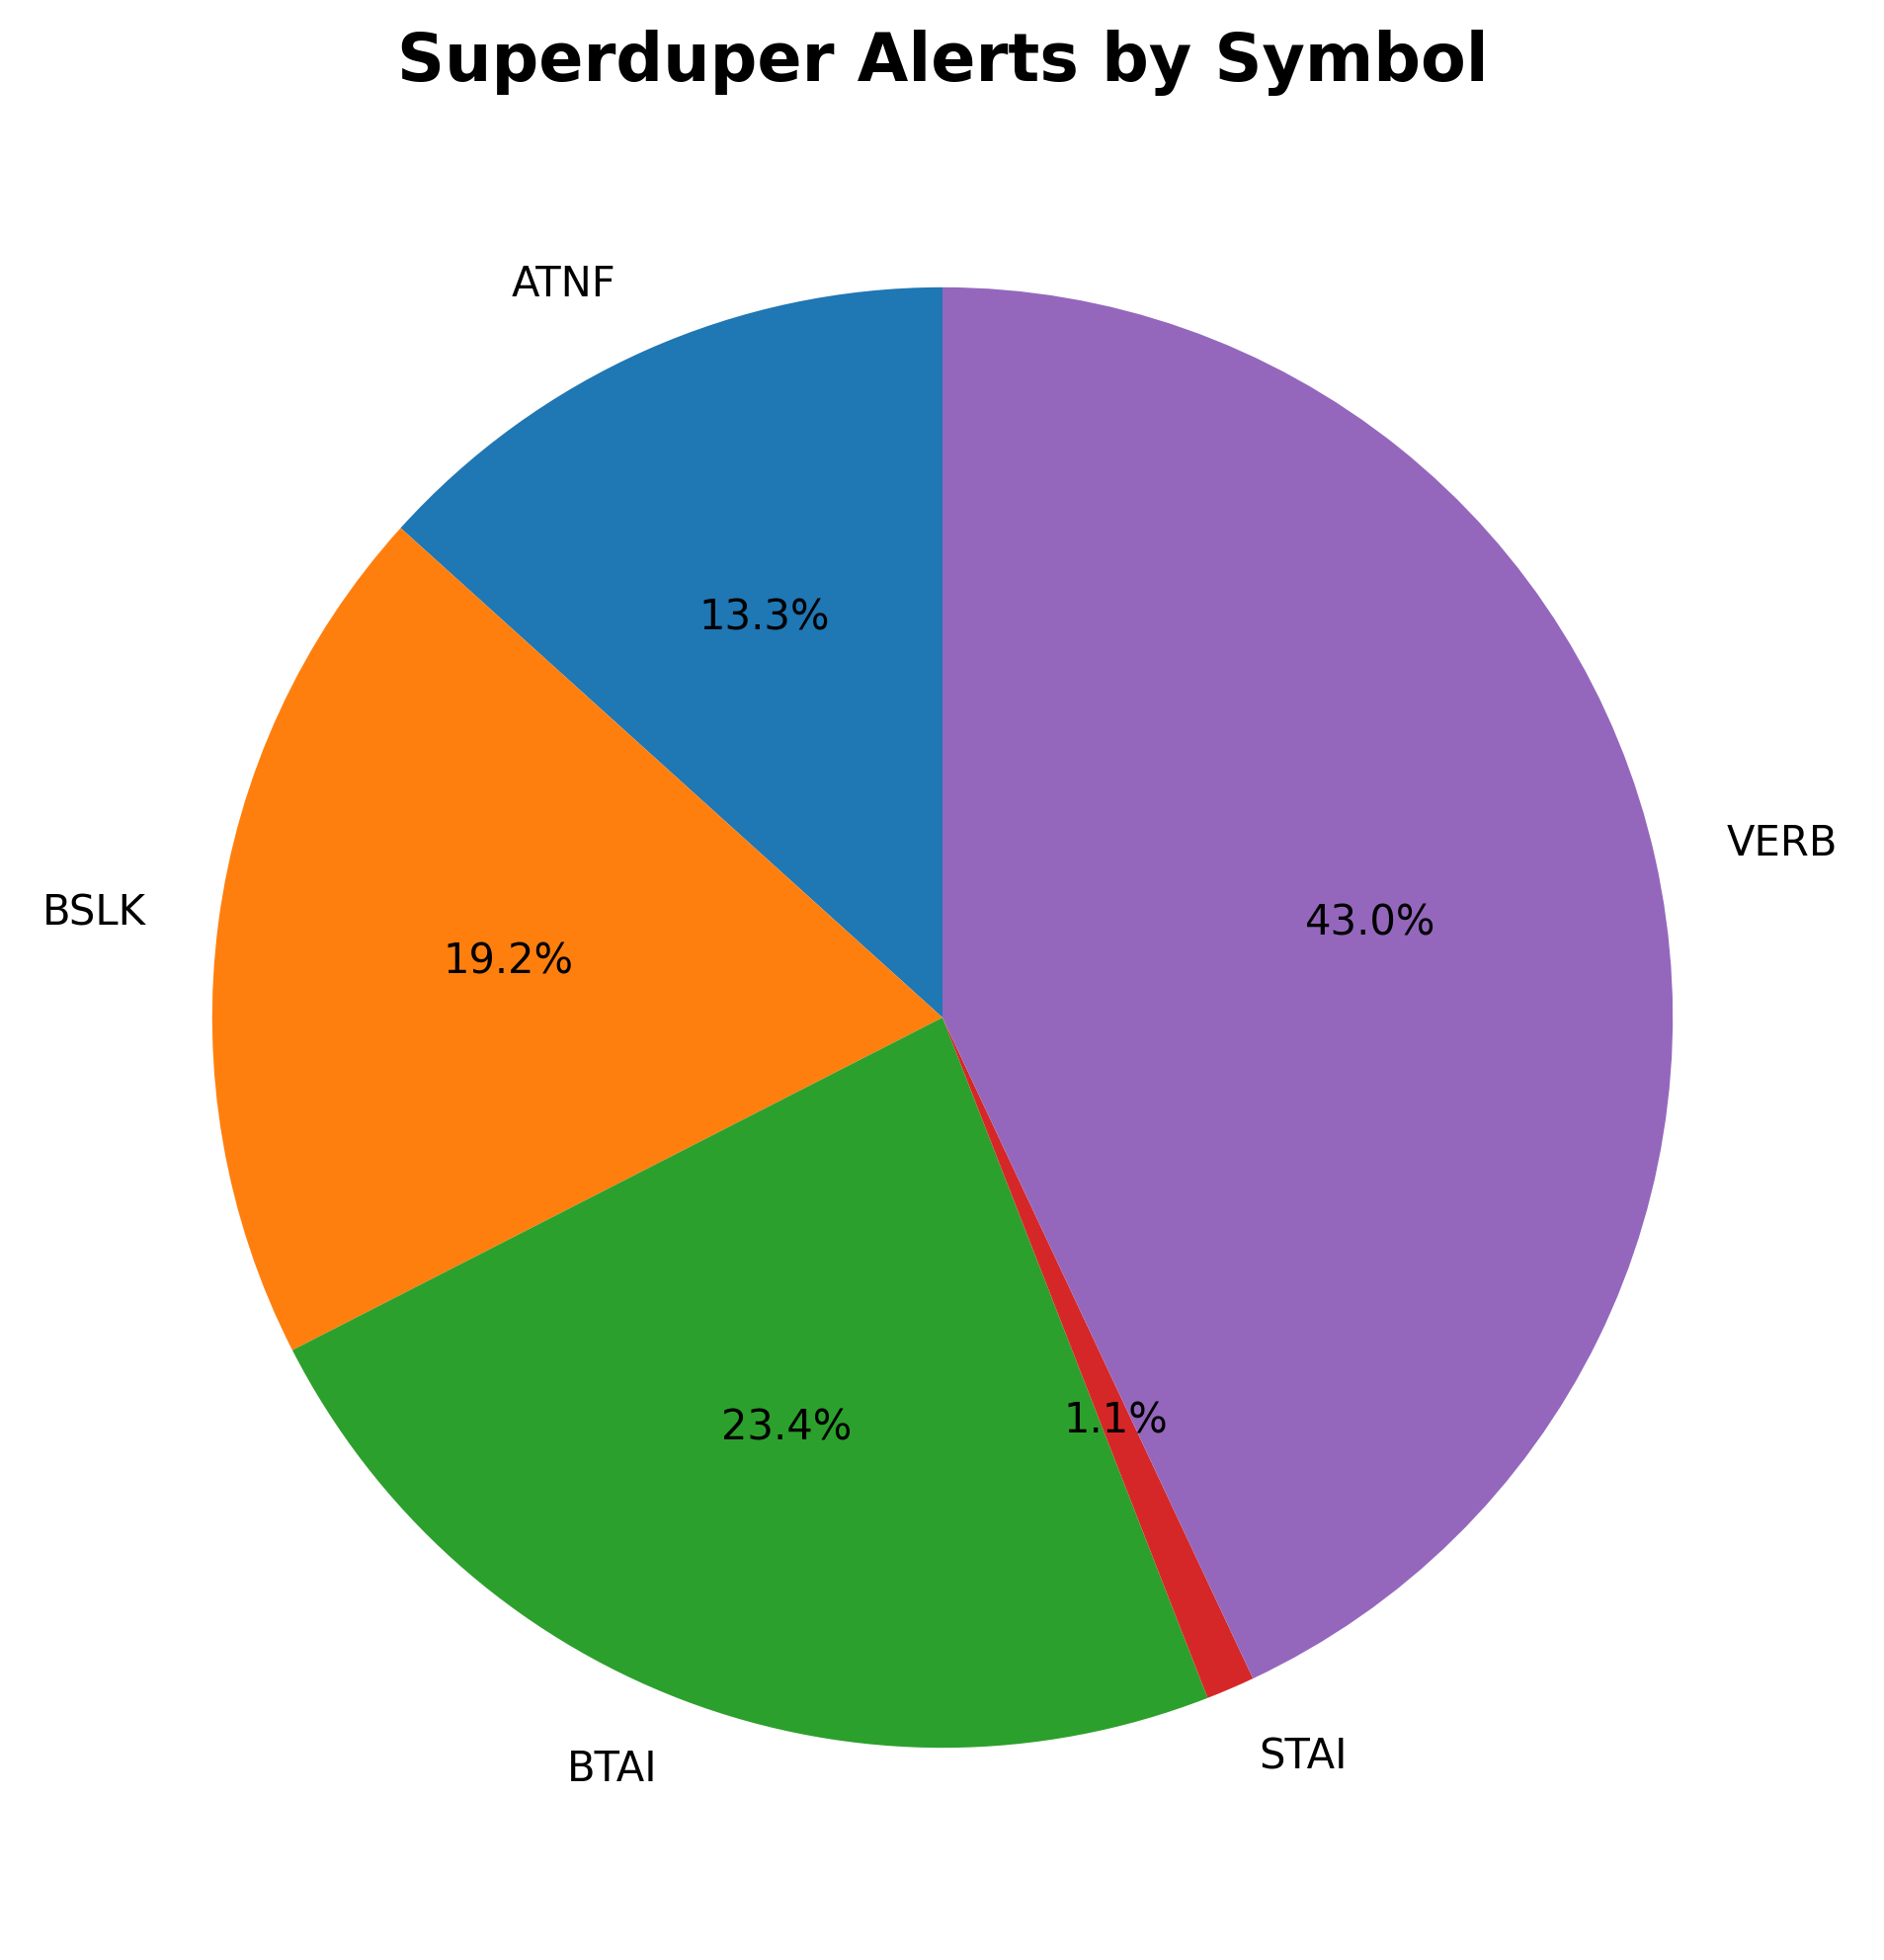 Superduper Alerts by Symbol
ATNF
13.3%
VERB
43.0%
BSLK
19.2%
23.4%
1.1%
BTAI
STAI